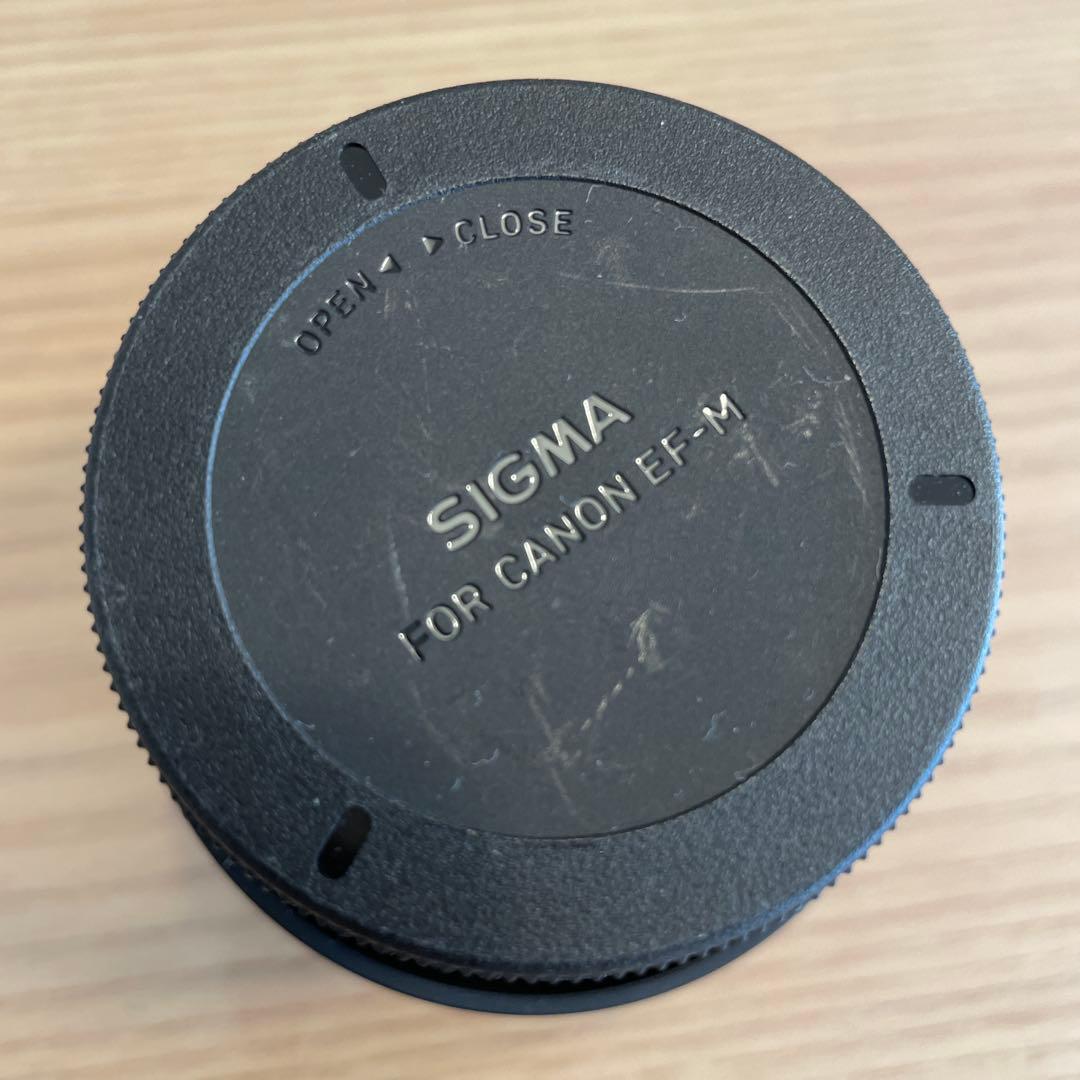 OPEN◀ ▶CLOSE
SIGMA
FOR CANON EF-M